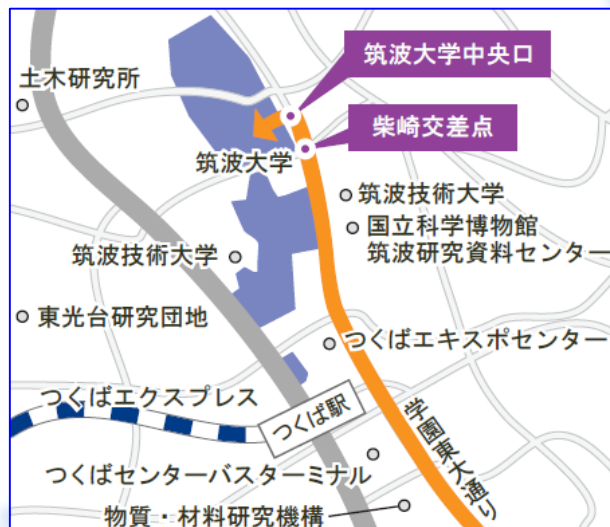 筑波大学中央口
土木研究所
柴崎交差点
筑波大学
筑波技術大学
国立科学博物館
筑波研究資料センター
筑波技術大学
東光台研究団地
つくばエキスポセンター
つくばエクスプレス
つくば駅
学園東大通り
つくばセンターバスターミナル
物質・材料研究機構